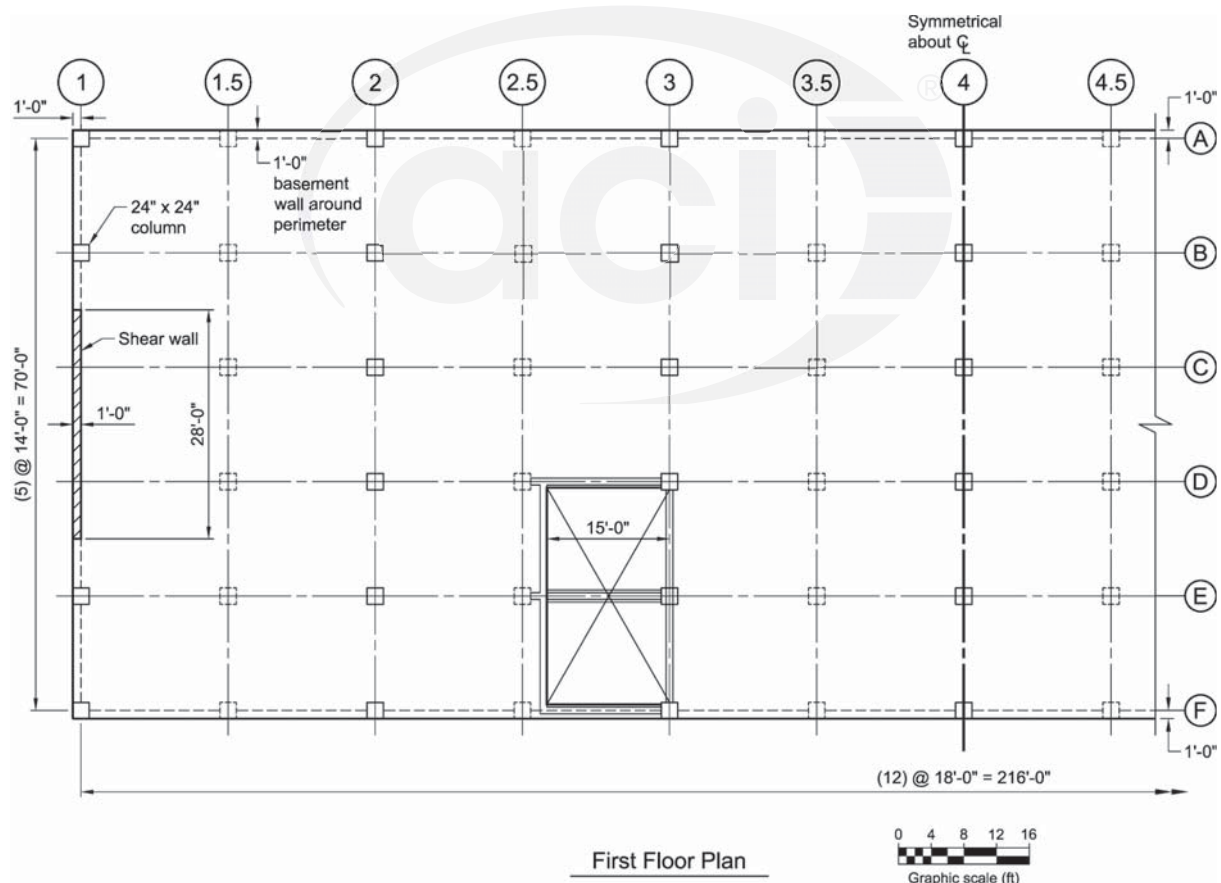 Symmetrical
about ℄
1
1.5
2
2.5
3
3.5
4
4.5
aci
®
1'-0"
1'-0"
A
1'-0"
basement
wall around
perimeter
24" x 24"
column
B
Shear wall
C
1'-0"
28'-0"
(5) @ 14'-0" = 70'-0"
D
15'-0"
E
F
1'-0"
(12) @ 18'-0" = 216'-0"
First Floor Plan
0 4 8 12 16
Graphic scale (ft)